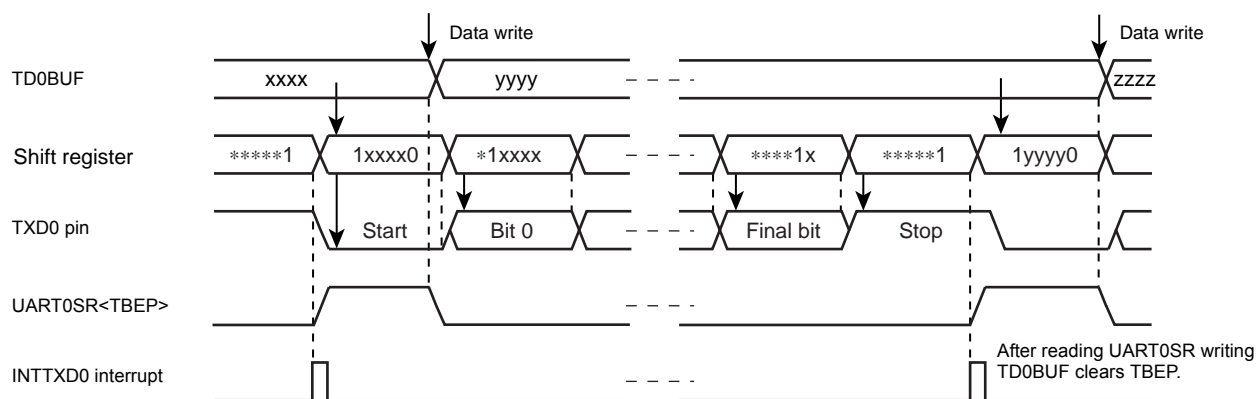 Data write
Data write
TD0BUF
xxxx
yyyy
zzzz
Shift register
*****1
1xxxx0
*1xxxx
****1x
*****1
1yyyy0
TXD0 pin
Start
Bit 0
Final bit
Stop
UART0SR<TBEP>
After reading UART0SR writing
TD0BUF clears TBEP.
INTTXD0 interrupt